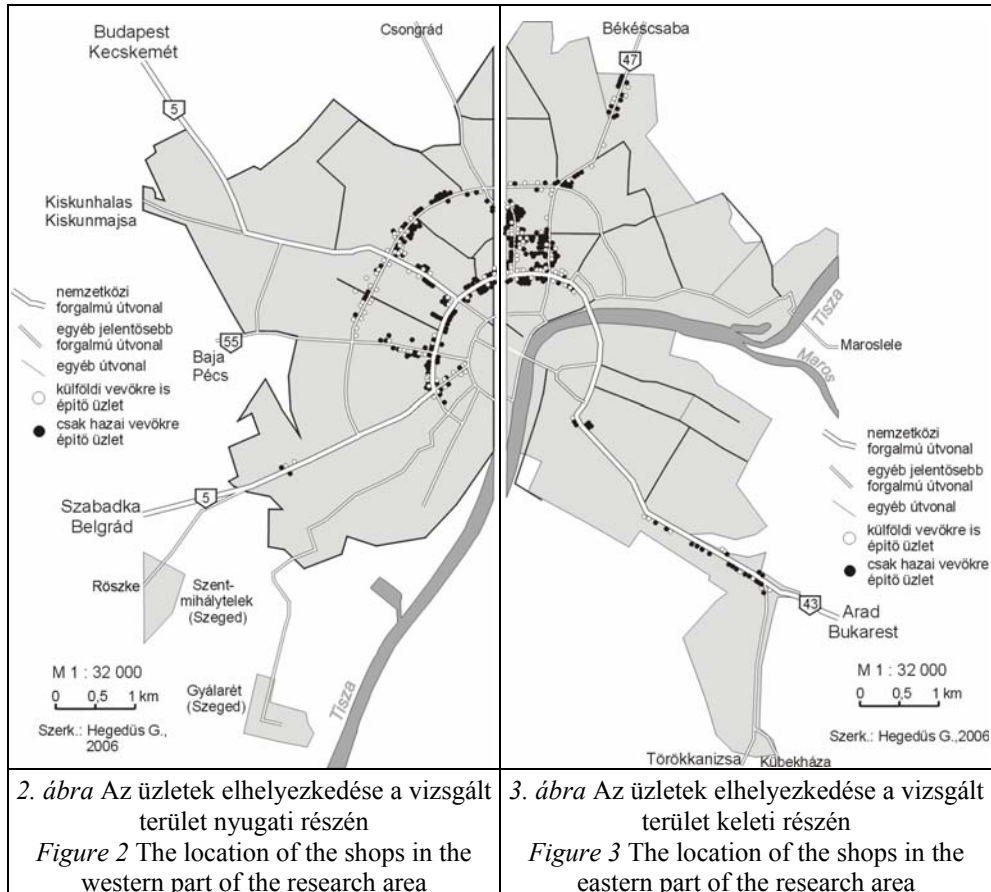 Budapest
Kecskemét
Csongrád
5
Kiskunhalas
Kiskunmajsa
nemzetközi
forgalmú útvonal
egyéb jelentősebb
forgalmú útvonal
egyéb útvonal
külföldi vevőkre is
építő üzlet
csak hazai vevőkre
építő üzlet
55
Baja
Pécs
Szabadka
Belgrád
5
Röszke
Szent-
mihálytelek
(Szeged)
Gyálarét
(Szeged)
Tisza
M 1 : 32 000
0 0,5 1 km
Szerk.: Hegedűs G.,
2006
Békéscsaba
47
Tisza
Maros
Maroslele
nemzetközi
forgalmú útvonal
egyéb jelentősebb
forgalmú útvonal
egyéb útvonal
külföldi vevőkre is
építő üzlet
csak hazai vevőkre
építő üzlet
43
Arad
Bukarest
M 1 : 32 000
0 0,5 1 km
Szerk.: Hegedűs G.,2006
Törökkanizsa
Kübekháza
2. ábra Az üzletek elhelyezkedése a vizsgált
terület nyugati részén
Figure 2 The location of the shops in the
western part of the research area
3. ábra Az üzletek elhelyezkedése a vizsgált
terület keleti részén
Figure 3 The location of the shops in the
eastern part of the research area